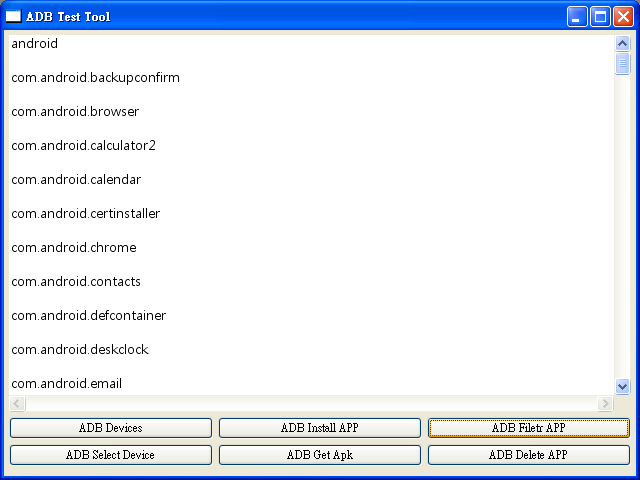 ADB Test Tool
android
com.android.backupconfirm
com.android.browser
com.android.calculator2
com.android.calendar
com.android.certinstaller
com.android.chrome
com.android.contacts
com.android.defcontainer
com.android.deskclock
com.android.email
ADB Devices ADB Install APP ADB Filetr APP
ADB Select Device ADB Get Apk ADB Delete APP